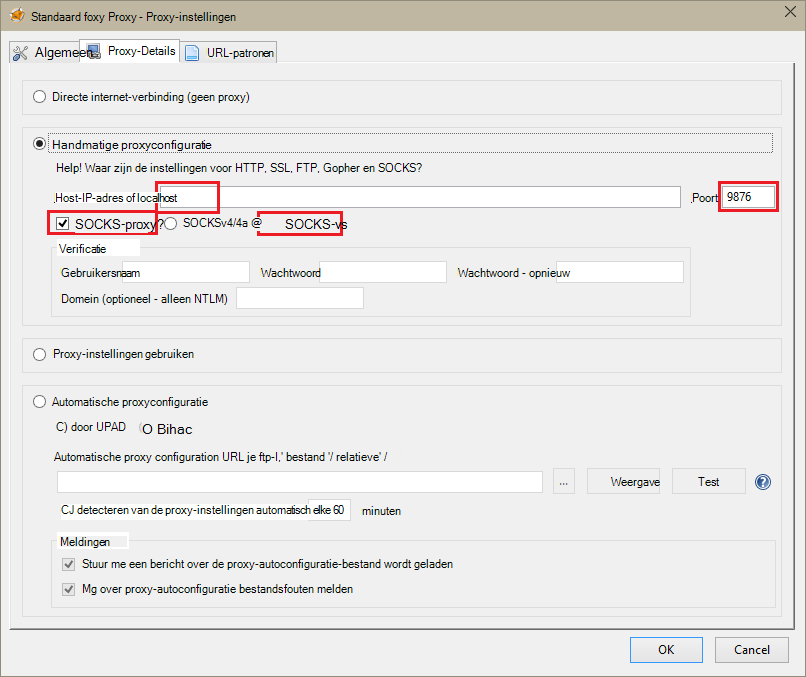 Standaard foxy Proxy - Proxy-instellingen
Algemeen Proxy-Details URL-patronen
Directe internet-verbinding (geen proxy)
Handmatige proxyconfiguratie
Help! Waar zijn de instellingen voor HTTP, SSL, FTP, Gopher en SOCKS?
Host-IP-adres of localhost Poort 9876
SOCKS-proxy? SOCKSv4/4a @ SOCKS-vs
Verificatie
Gebruikersnaam Wachtwoord Wachtwoord - opnieuw
Domein (optioneel - alleen NTLM)
Proxy-instellingen gebruiken
Automatische proxyconfiguratie
C) door UPAD (O Bihac
Automatische proxy configuration URL je ftp-I,' bestand '/ relatieve' /
... Weergave Test ?
CJ detecteren van de proxy-instellingen automatisch elke 60 minuten
Meldingen
Stuur me een bericht over de proxy-autoconfiguratie-bestand wordt geladen
Mg over proxy-autoconfiguratie bestandsfouten melden
OK Cancel